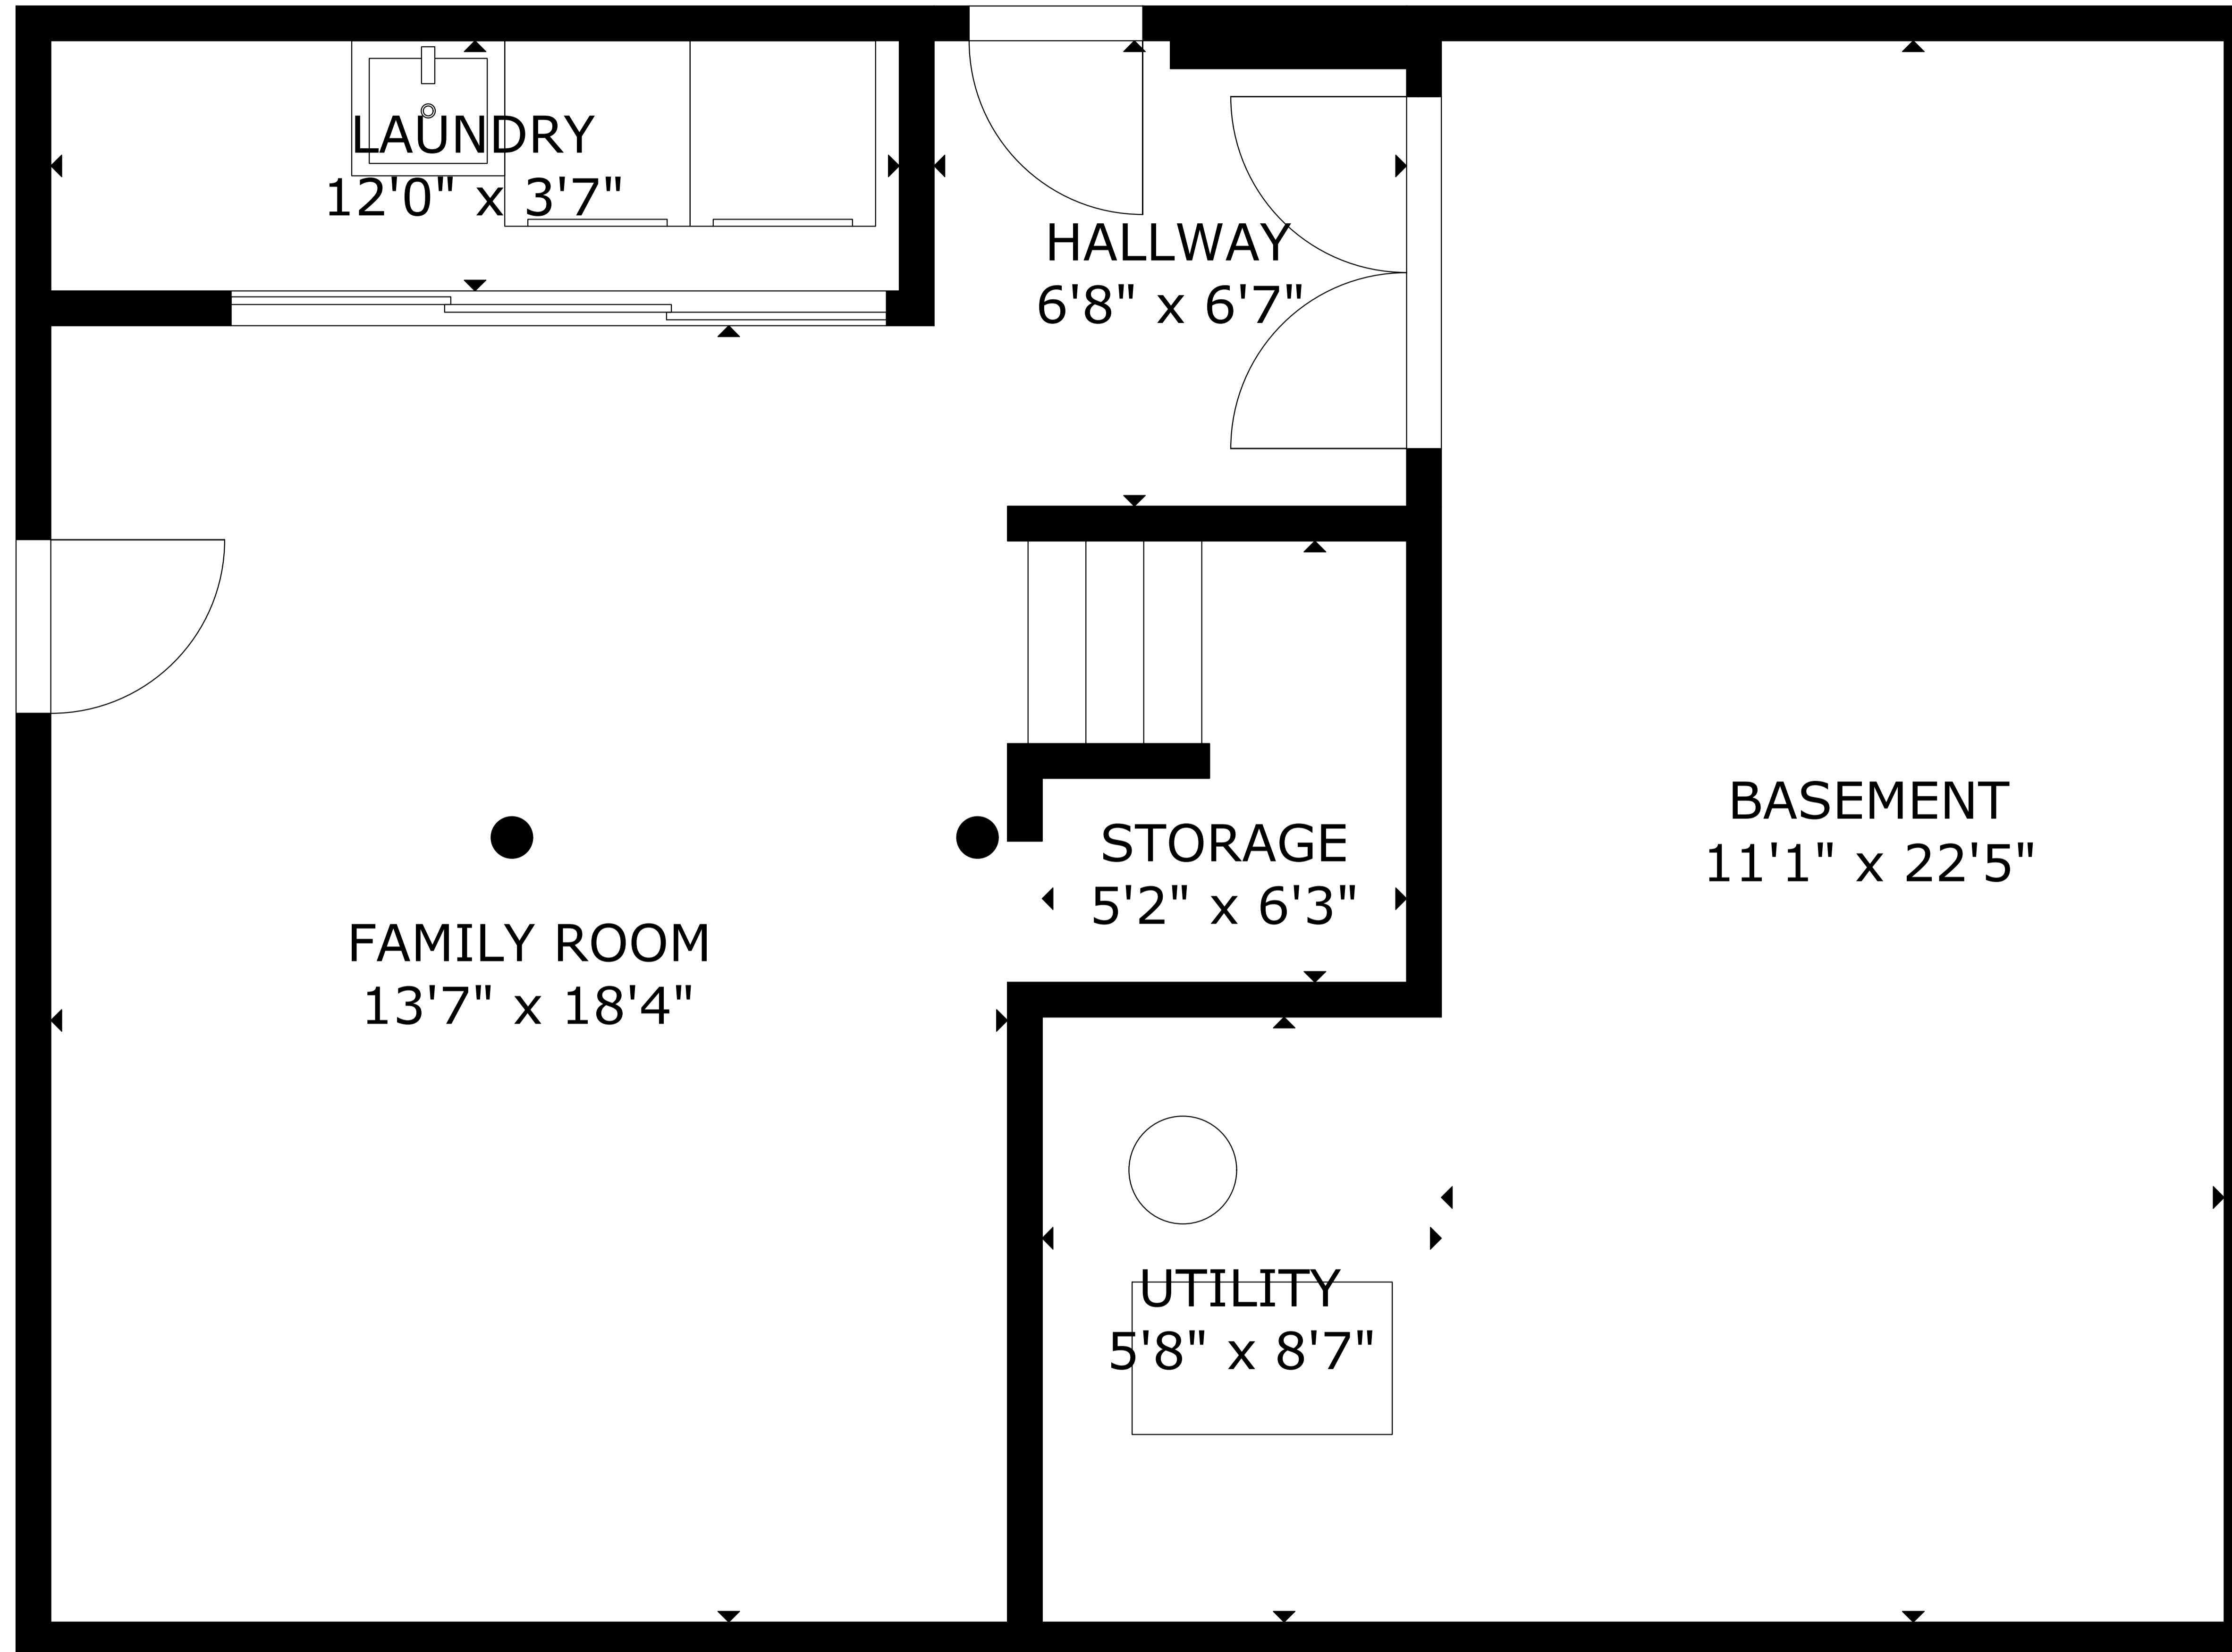 LAUNDRY
12'0" x 3'7"
HALLWAY
6'8" x 6'7"
BASEMENT
11'1" x 22'5"
STORAGE
5'2" x 6'3"
FAMILY ROOM
13'7" x 18'4"
UTILITY
5'8" x 8'7"